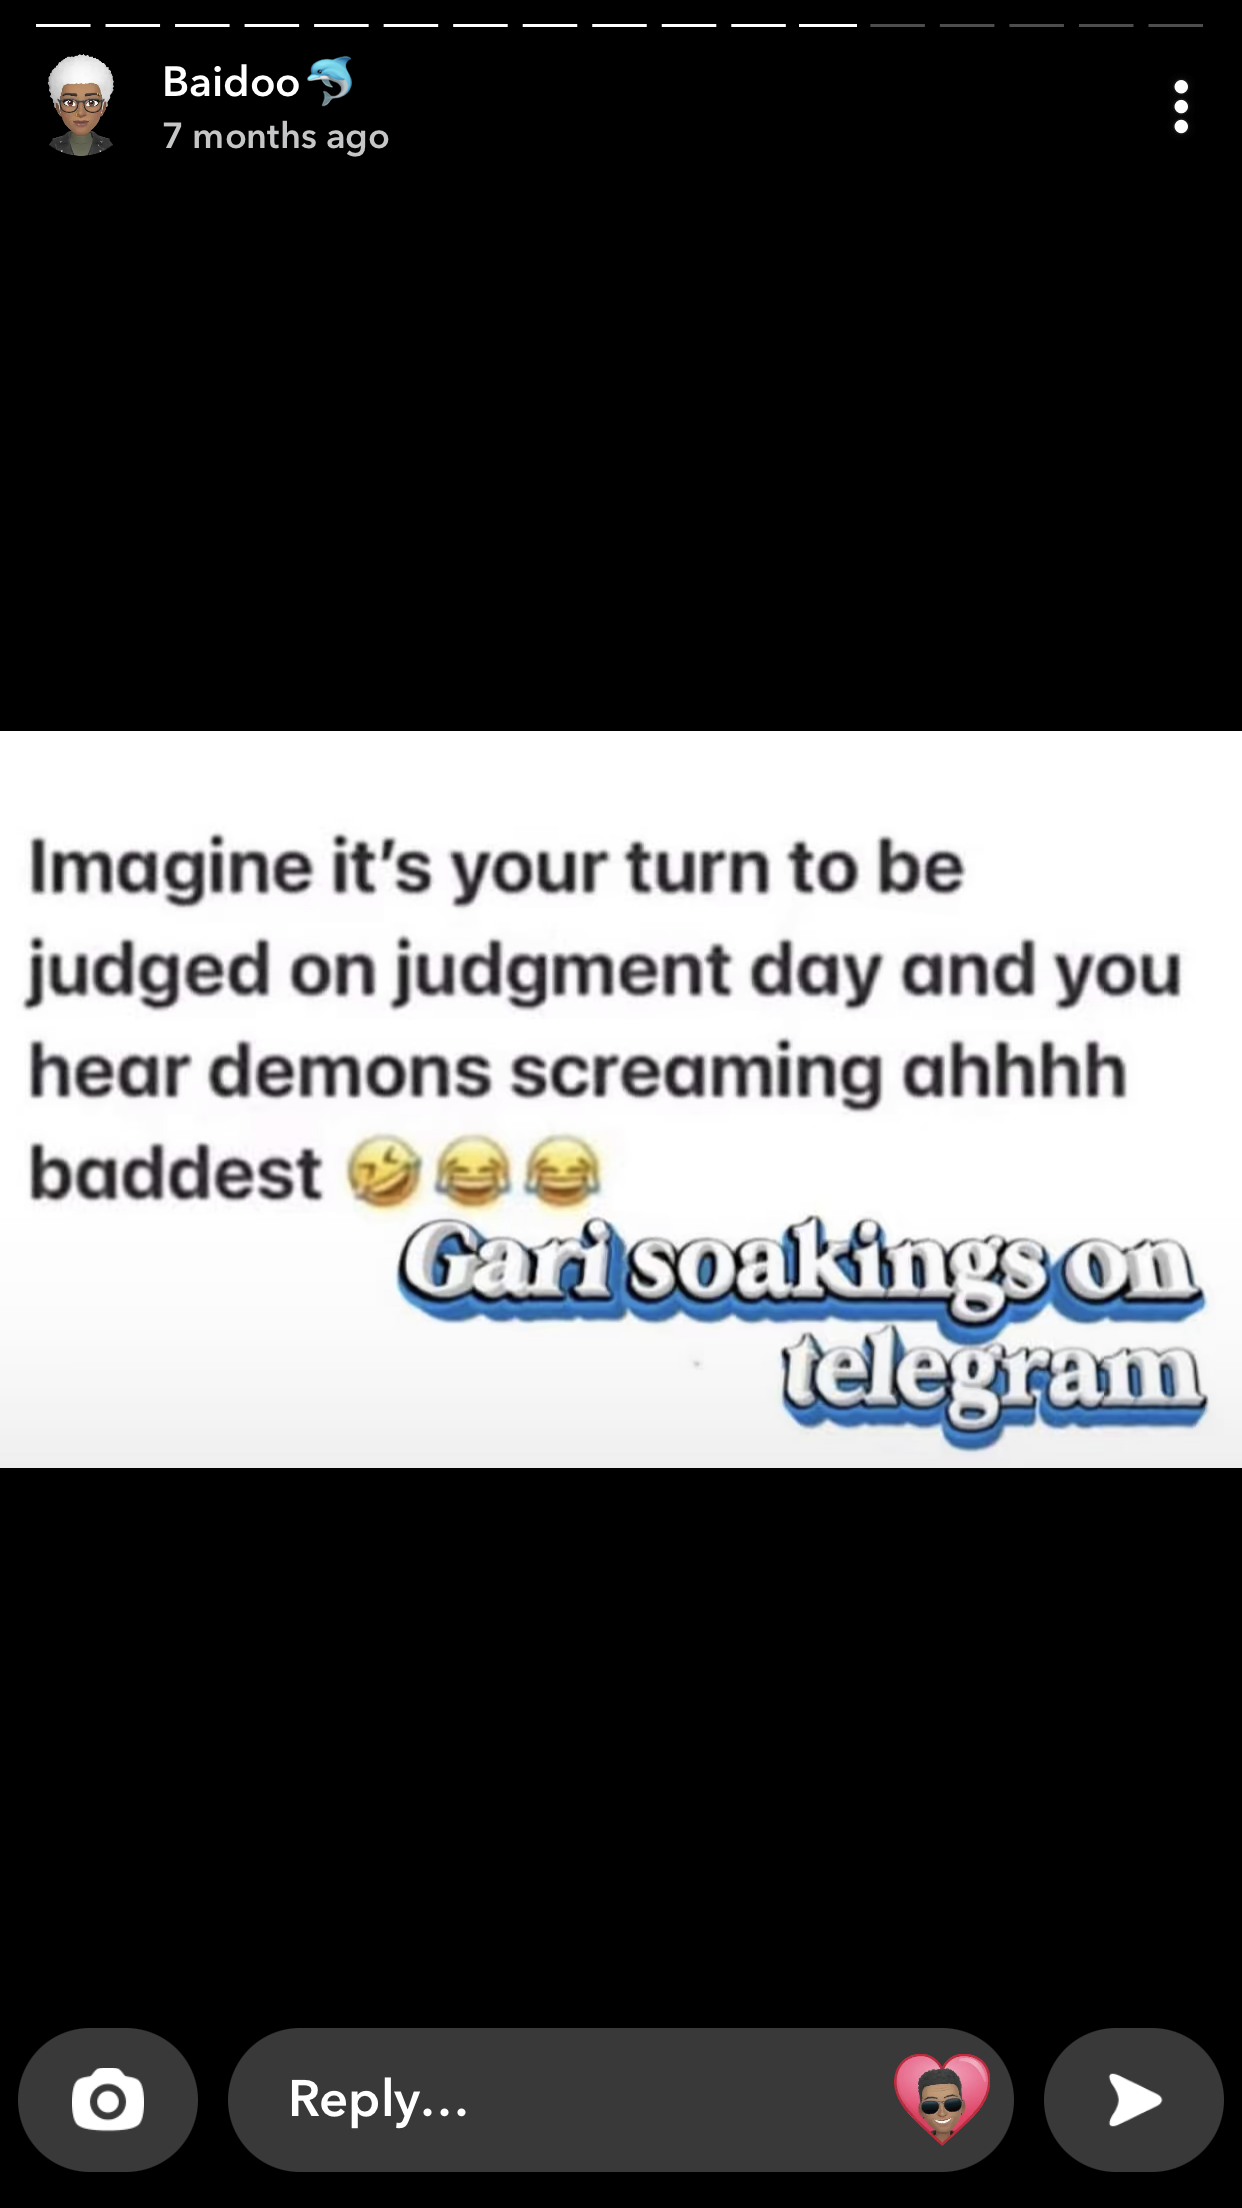 Baidoo🐬
7 months ago
Imagine it’s your turn to be
judged on judgment day and you
hear demons screaming ahhhh
baddest 🤣😂😂
Gari soakings on
telegram
Reply...